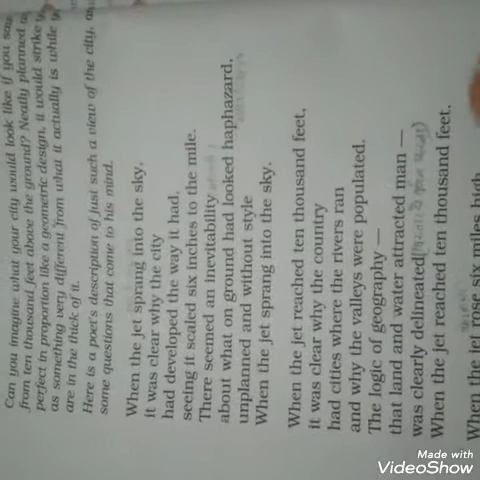 Can you imagine what your city would look like if you saw
from ten thousand feet above the ground? Neatly planned
perfect in proportion like a geometric design, it would strike
as something very different from what it actually is while
are in the thick of it.
Here is a poet's description of just such a view of the city,
some questions that come to his mind.
When the jet sprang into the sky,
it was clear why the city
had developed the way it had,
seeing it scaled six inches to the mile.
There seemed an inevitability
about what on ground had looked haphazard,
unplanned and without style
When the jet sprang into the sky.
When the jet reached ten thousand feet,
it was clear why the country
had cities where the rivers ran
and why the valleys were populated.
The logic of geography —
that land and water attracted man —
was clearly delineated
When the jet reached ten thousand feet.
When the jet rose six miles high,
Made with
VideoShow